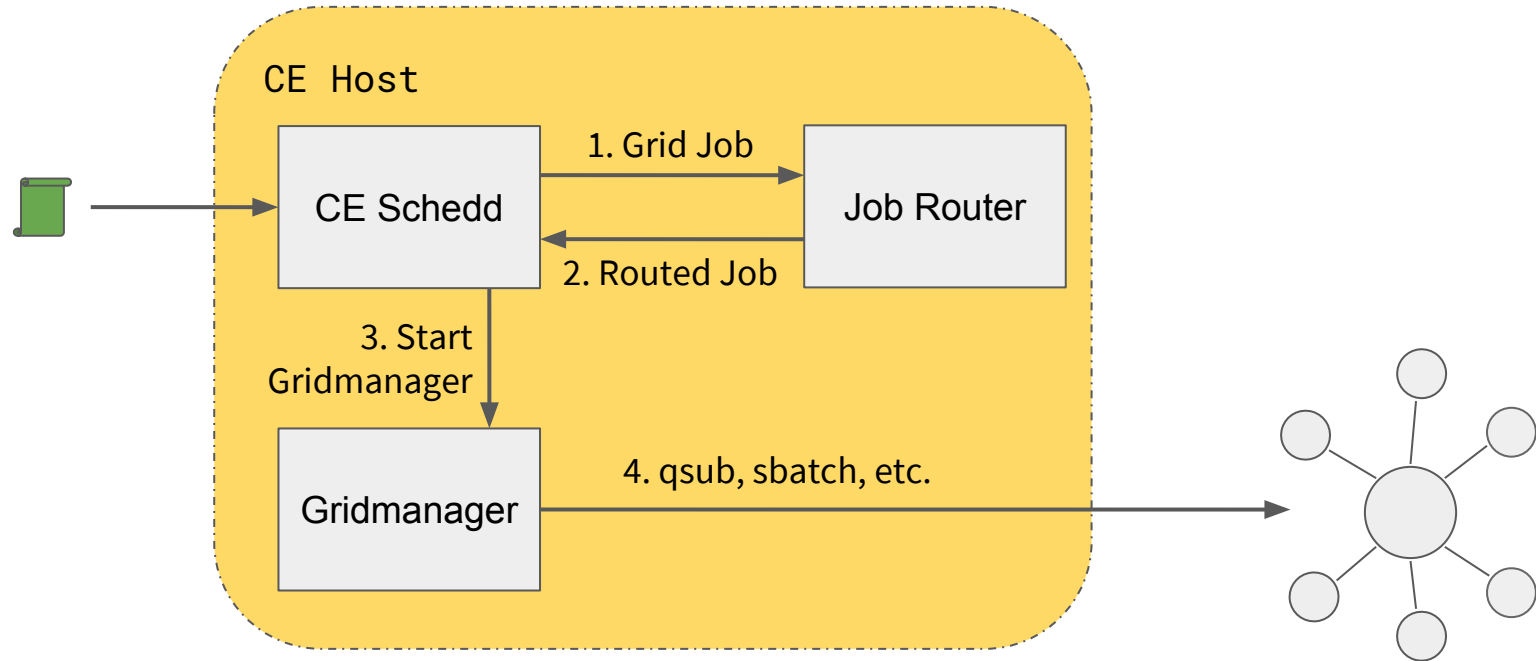 CE Host
CE Schedd
1. Grid Job
Job Router
2. Routed Job
3. Start
Gridmanager
Gridmanager
4. qsub, sbatch, etc.